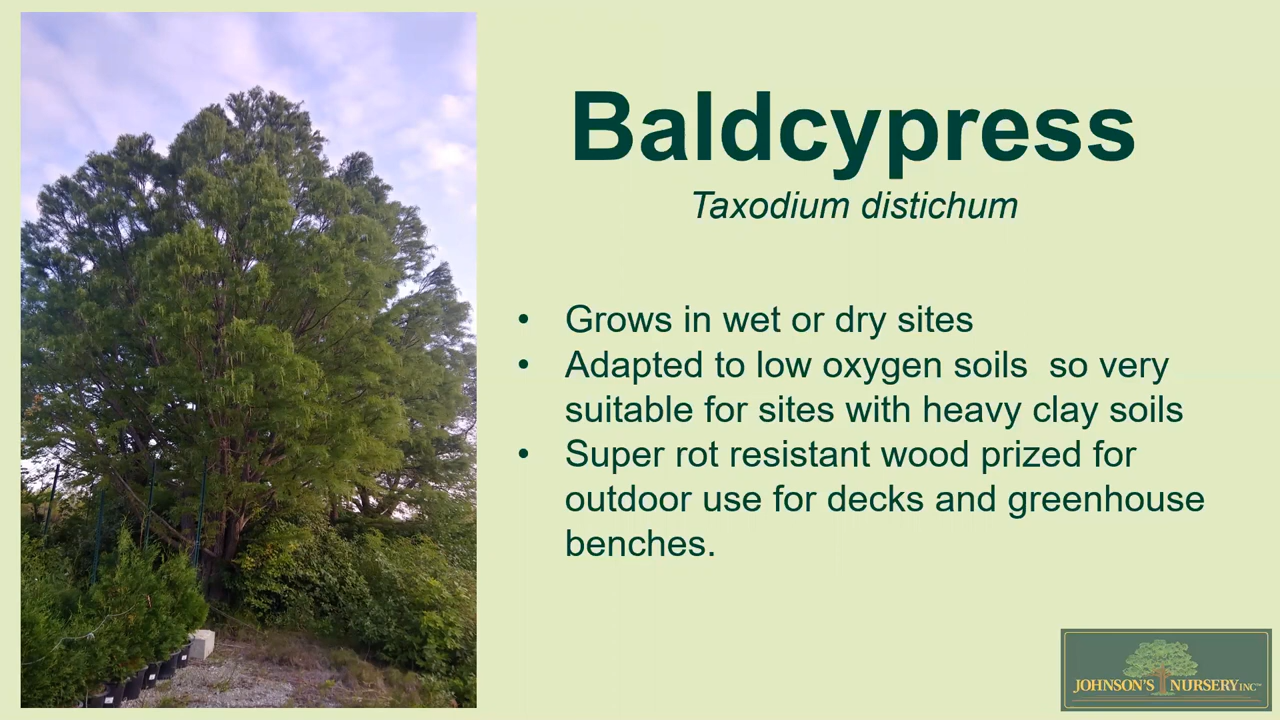 Baldcypress
Taxodium distichum
• Grows in wet or dry sites
• Adapted to low oxygen soils  so very
suitable for sites with heavy clay soils
• Super rot resistant wood prized for
outdoor use for decks and greenhouse
benches.
JOHNSON'S NURSERY INC™